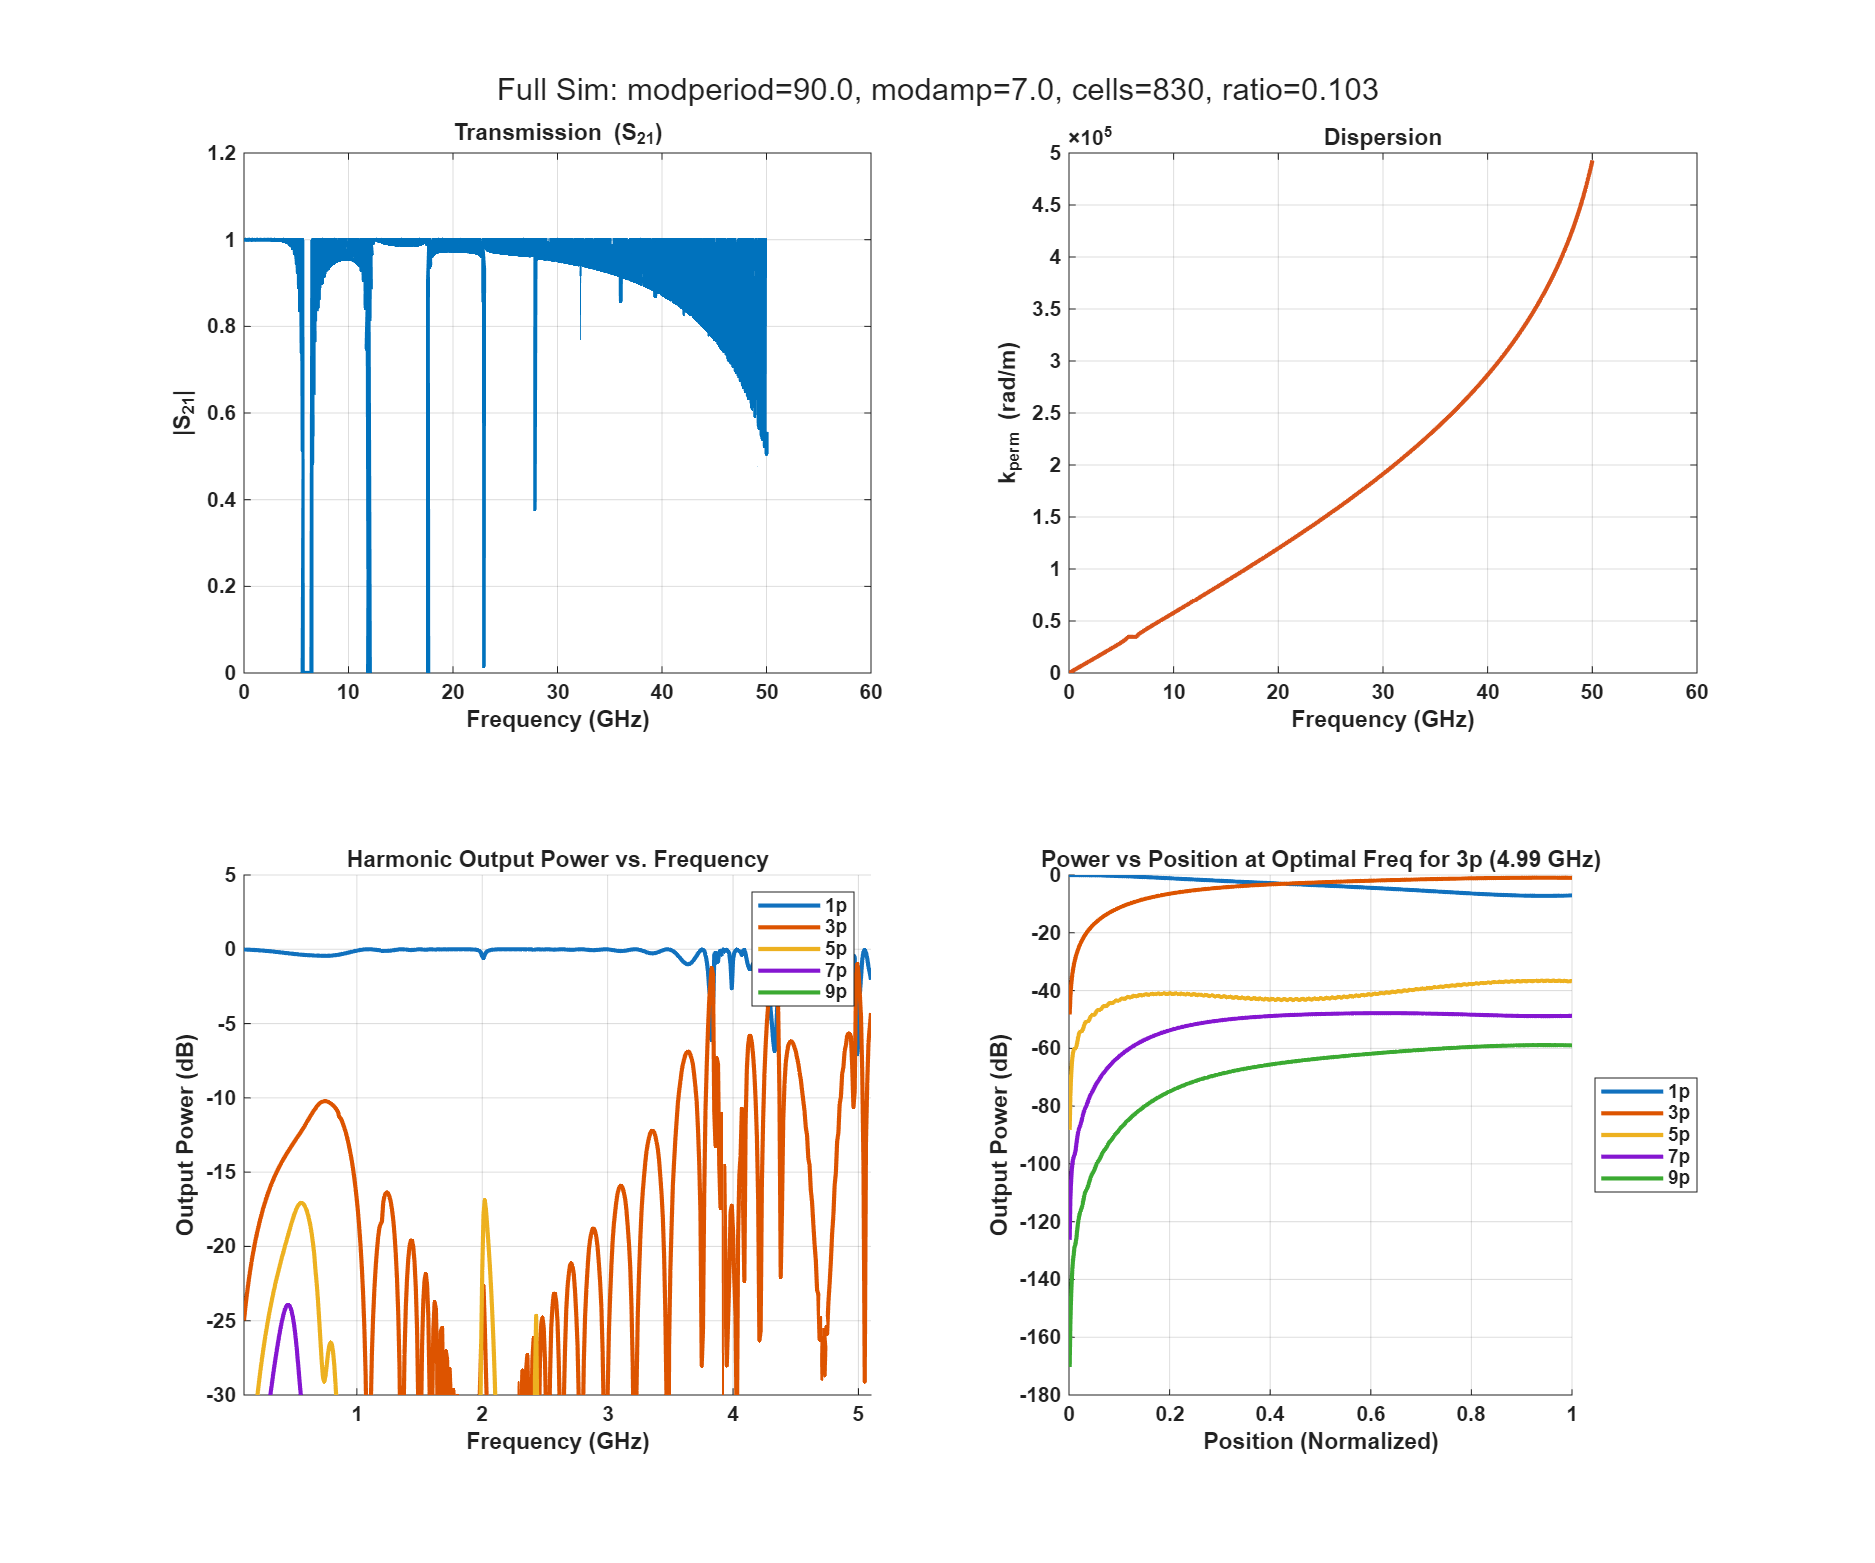 Full Sim: modperiod=90.0, modamp=7.0, cells=830, ratio=0.103
Transmission (S21)
1.2
1
0.8
0.6
0.4
0.2
0
|S21|
0 10 20 30 40 50 60
Frequency (GHz)
×10^5
Dispersion
5
4.5
4
3.5
3
2.5
2
1.5
1
0.5
0
kperm (rad/m)
0 10 20 30 40 50 60
Frequency (GHz)
Harmonic Output Power vs. Frequency
5
0
-5
-10
-15
-20
-25
-30
Output Power (dB)
1p
3p
5p
7p
9p
1 2 3 4 5
Frequency (GHz)
Power vs Position at Optimal Freq for 3p (4.99 GHz)
0
-20
-40
-60
-80
-100
-120
-140
-160
-180
Output Power (dB)
0 0.2 0.4 0.6 0.8 1
Position (Normalized)
1p
3p
5p
7p
9p